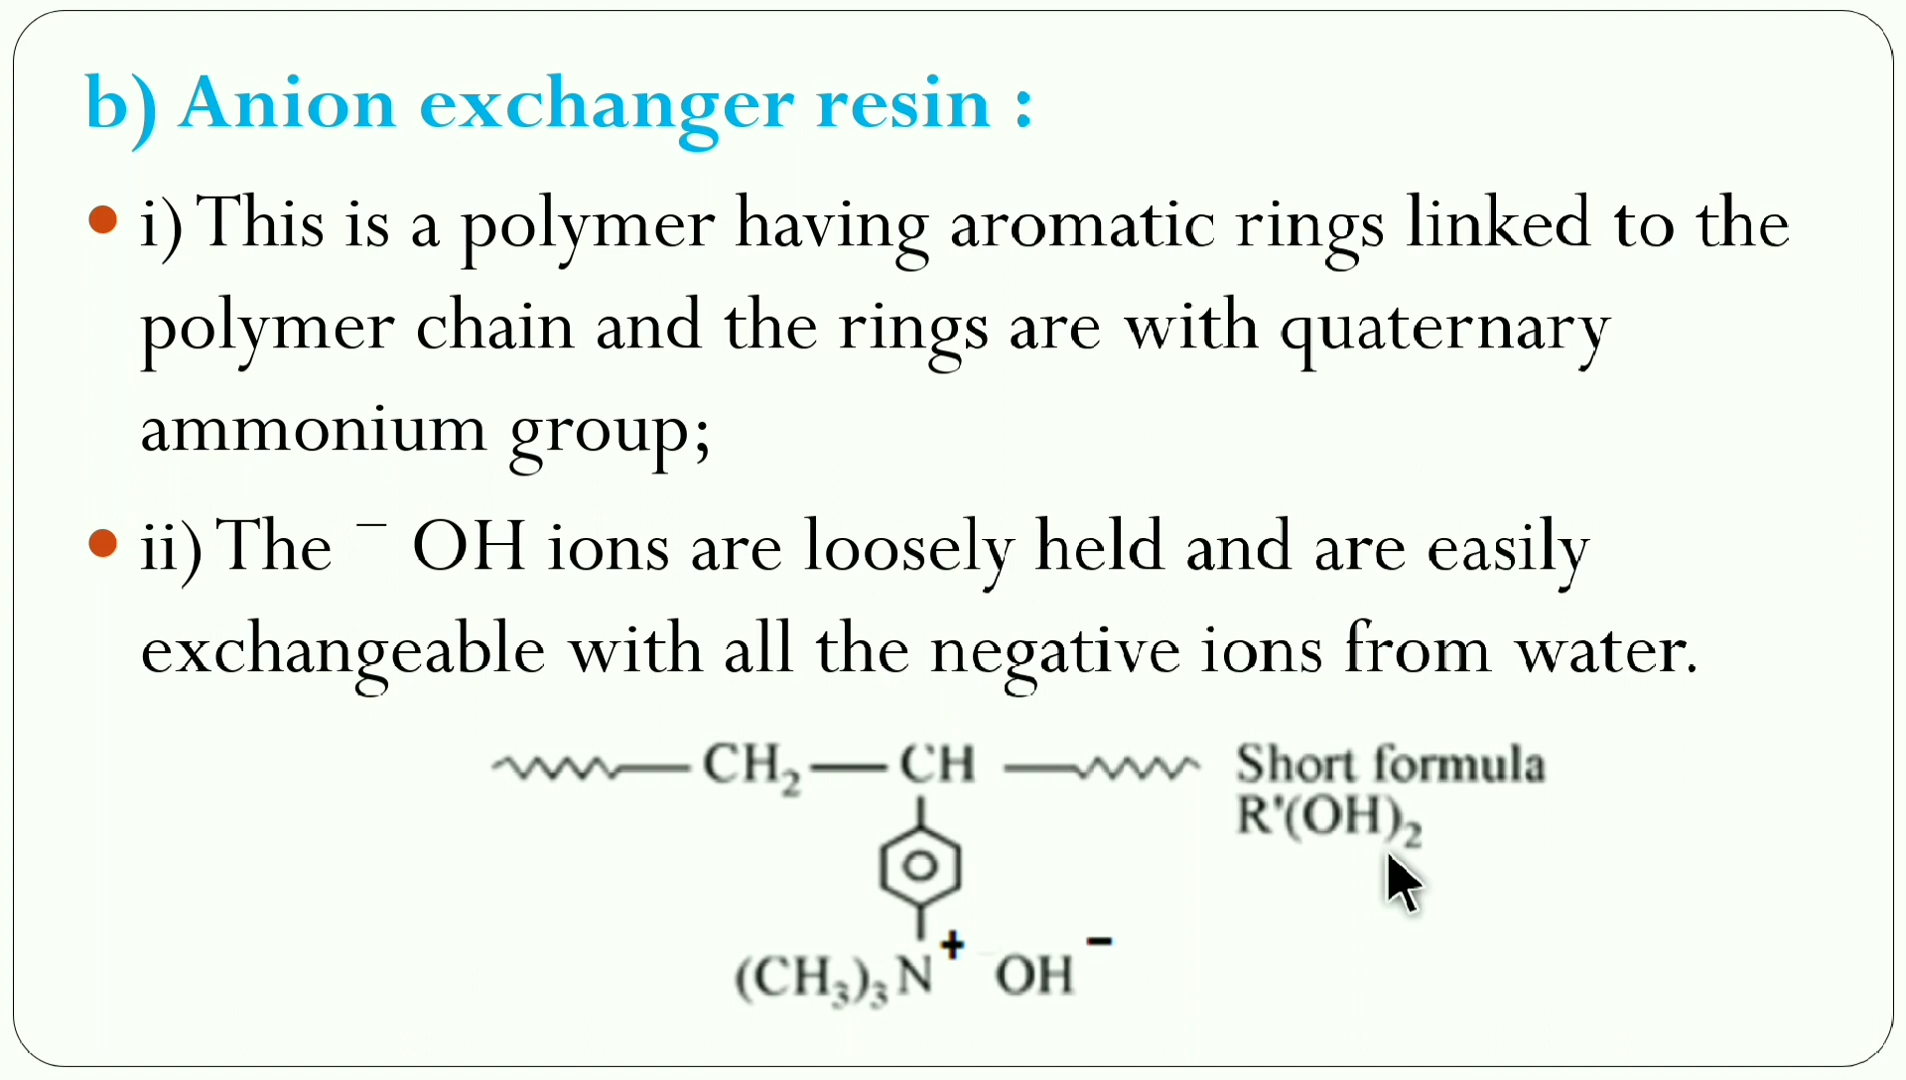 b) Anion exchanger resin :
• i) This is a polymer having aromatic rings linked to the
polymer chain and the rings are with quaternary
ammonium group;
• ii) The ⁻ OH ions are loosely held and are easily
exchangeable with all the negative ions from water.
CH₂—CH Short formula
R'(OH)₂
(CH₃)₃N⁺ OH⁻